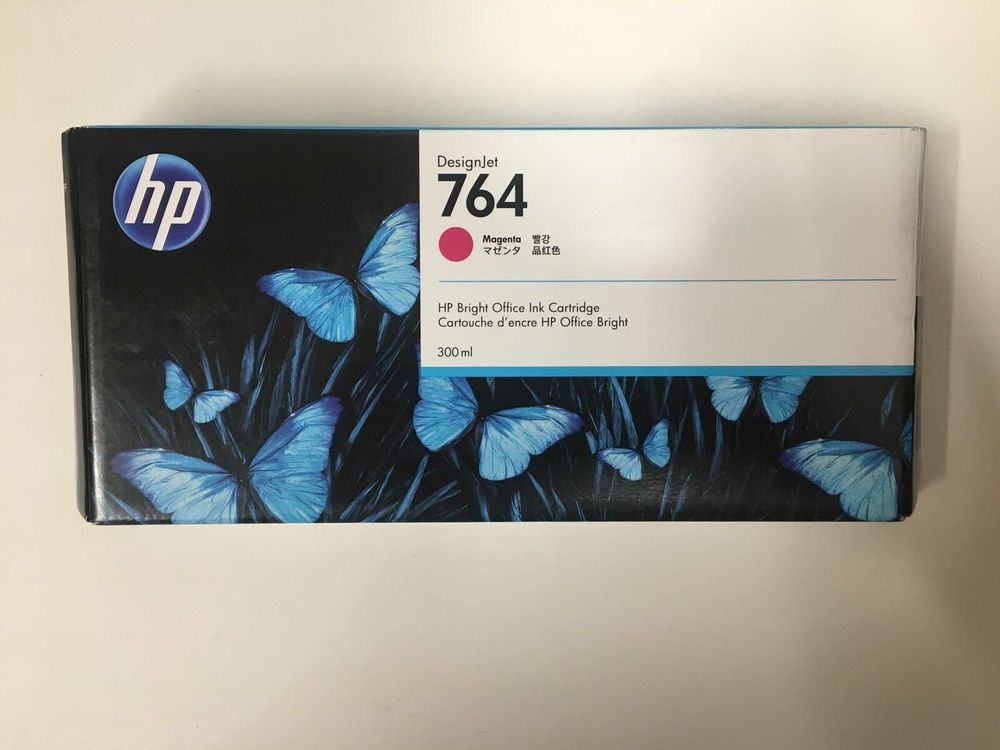 hp
DesignJet
764
Magenta 빨강
マゼンタ 品红色
HP Bright Office Ink Cartridge
Cartouche d'encre HP Office Bright
300 ml